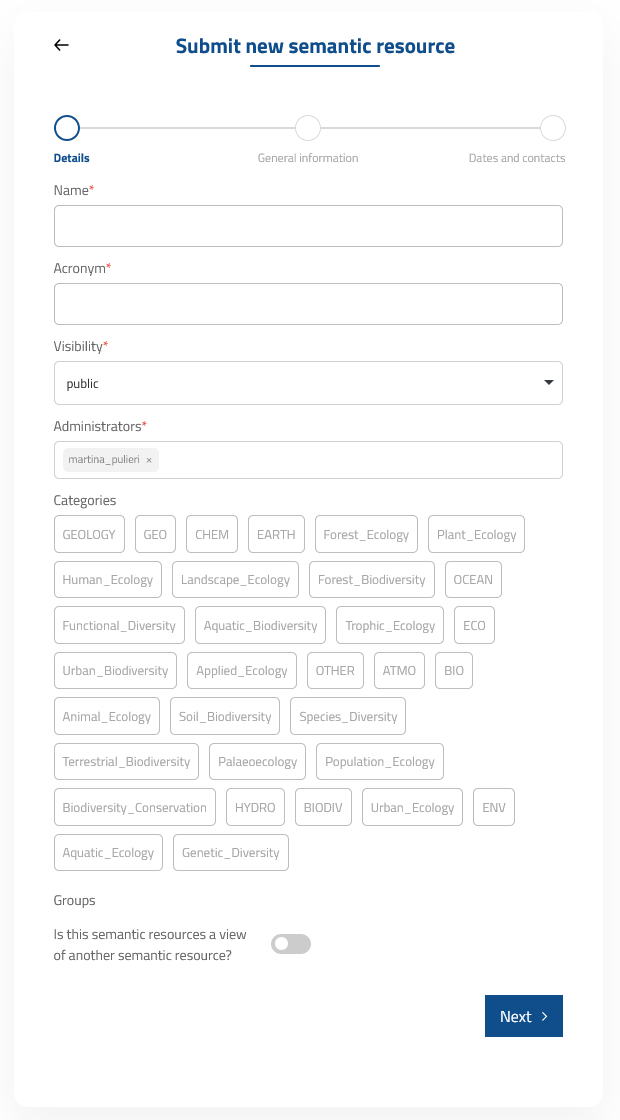 Submit new semantic resource
Details General information Dates and contacts
Name*
Acronym*
Visibility*
public
Administrators*
martina_pulieri ×
Categories
GEOLOGY GEO CHEM EARTH Forest_Ecology Plant_Ecology
Human_Ecology Landscape_Ecology Forest_Biodiversity OCEAN
Functional_Diversity Aquatic_Biodiversity Trophic_Ecology ECO
Urban_Biodiversity Applied_Ecology OTHER ATMO BIO
Animal_Ecology Soil_Biodiversity Species_Diversity
Terrestrial_Biodiversity Palaeoecology Population_Ecology
Biodiversity_Conservation HYDRO BIODIV Urban_Ecology ENV
Aquatic_Ecology Genetic_Diversity
Groups
Is this semantic resources a view
of another semantic resource?
Next